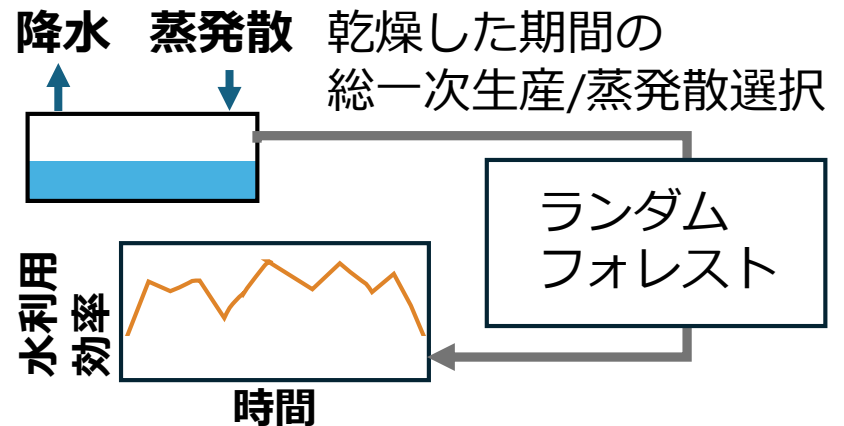 降水 蒸発散
乾燥した期間の
総一次生産/蒸発散選択
ランダム
フォレスト
水利用
効率
時間